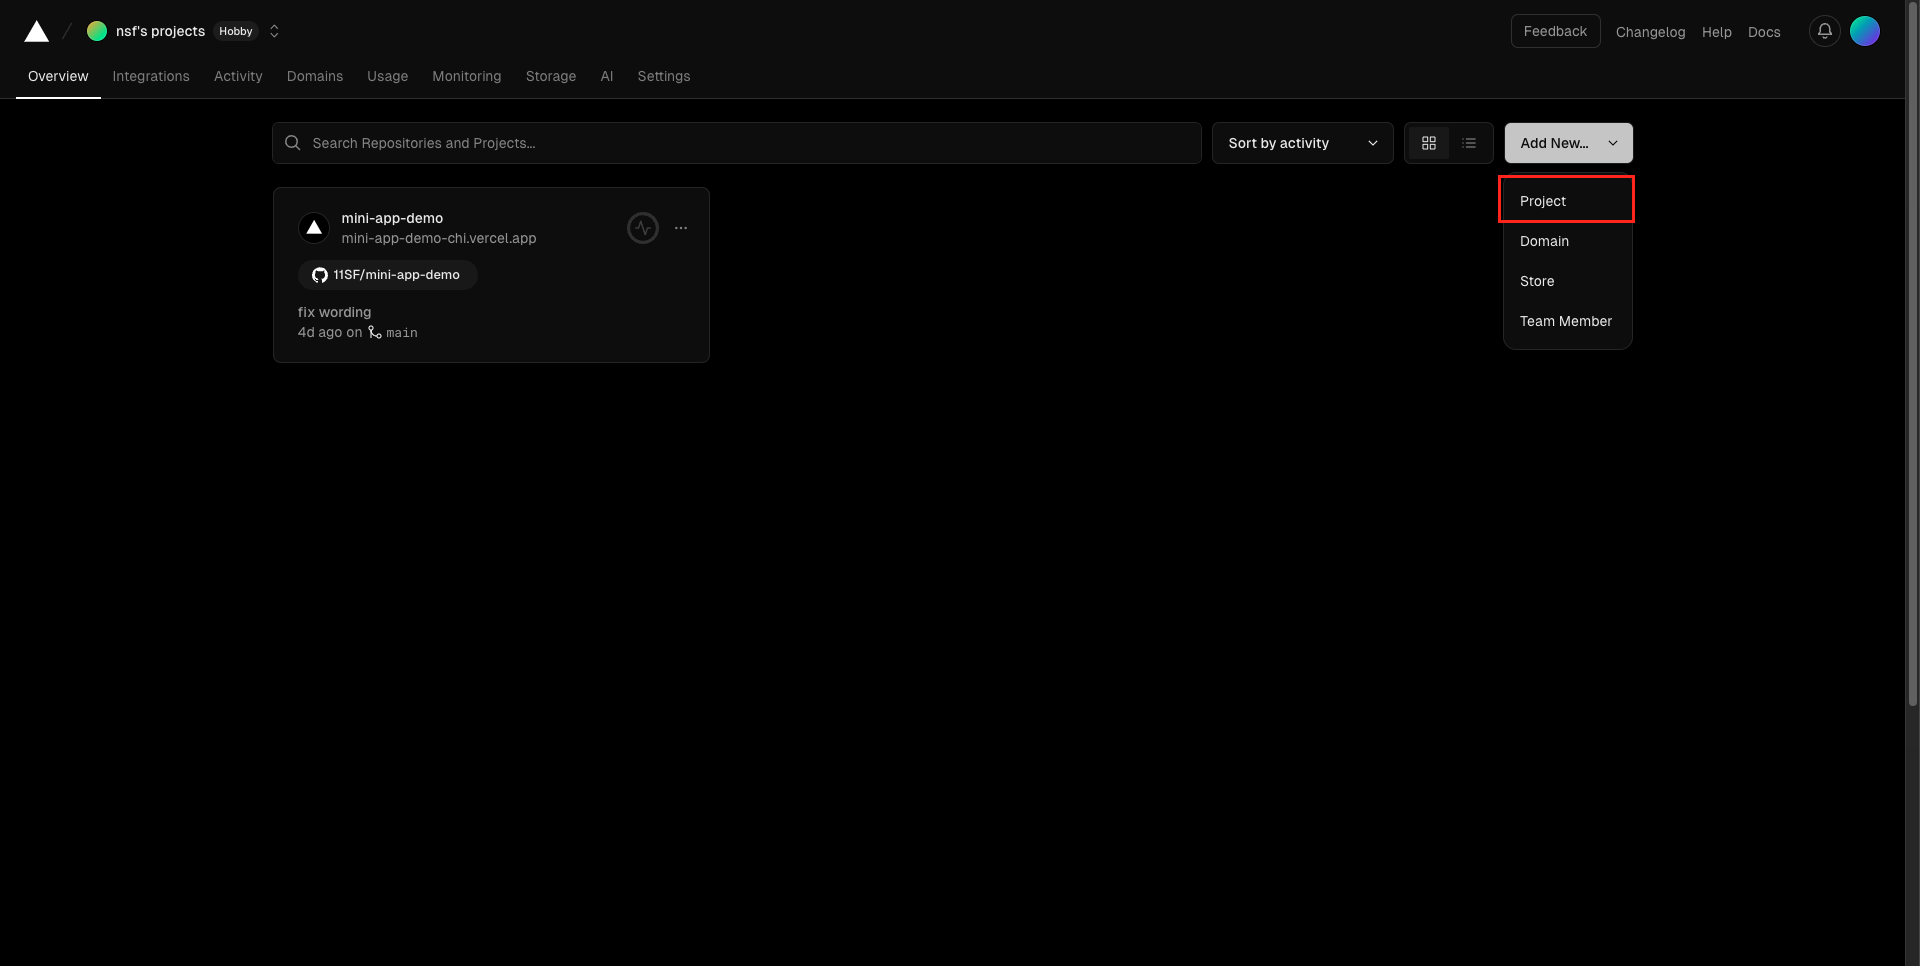 nsf's projects Hobby
Feedback Changelog Help Docs
Overview Integrations Activity Domains Usage Monitoring Storage AI Settings
Search Repositories and Projects...
Sort by activity
Add New...
mini-app-demo
mini-app-demo-chi.vercel.app
11SF/mini-app-demo
fix wording
4d ago on main
Project
Domain
Store
Team Member